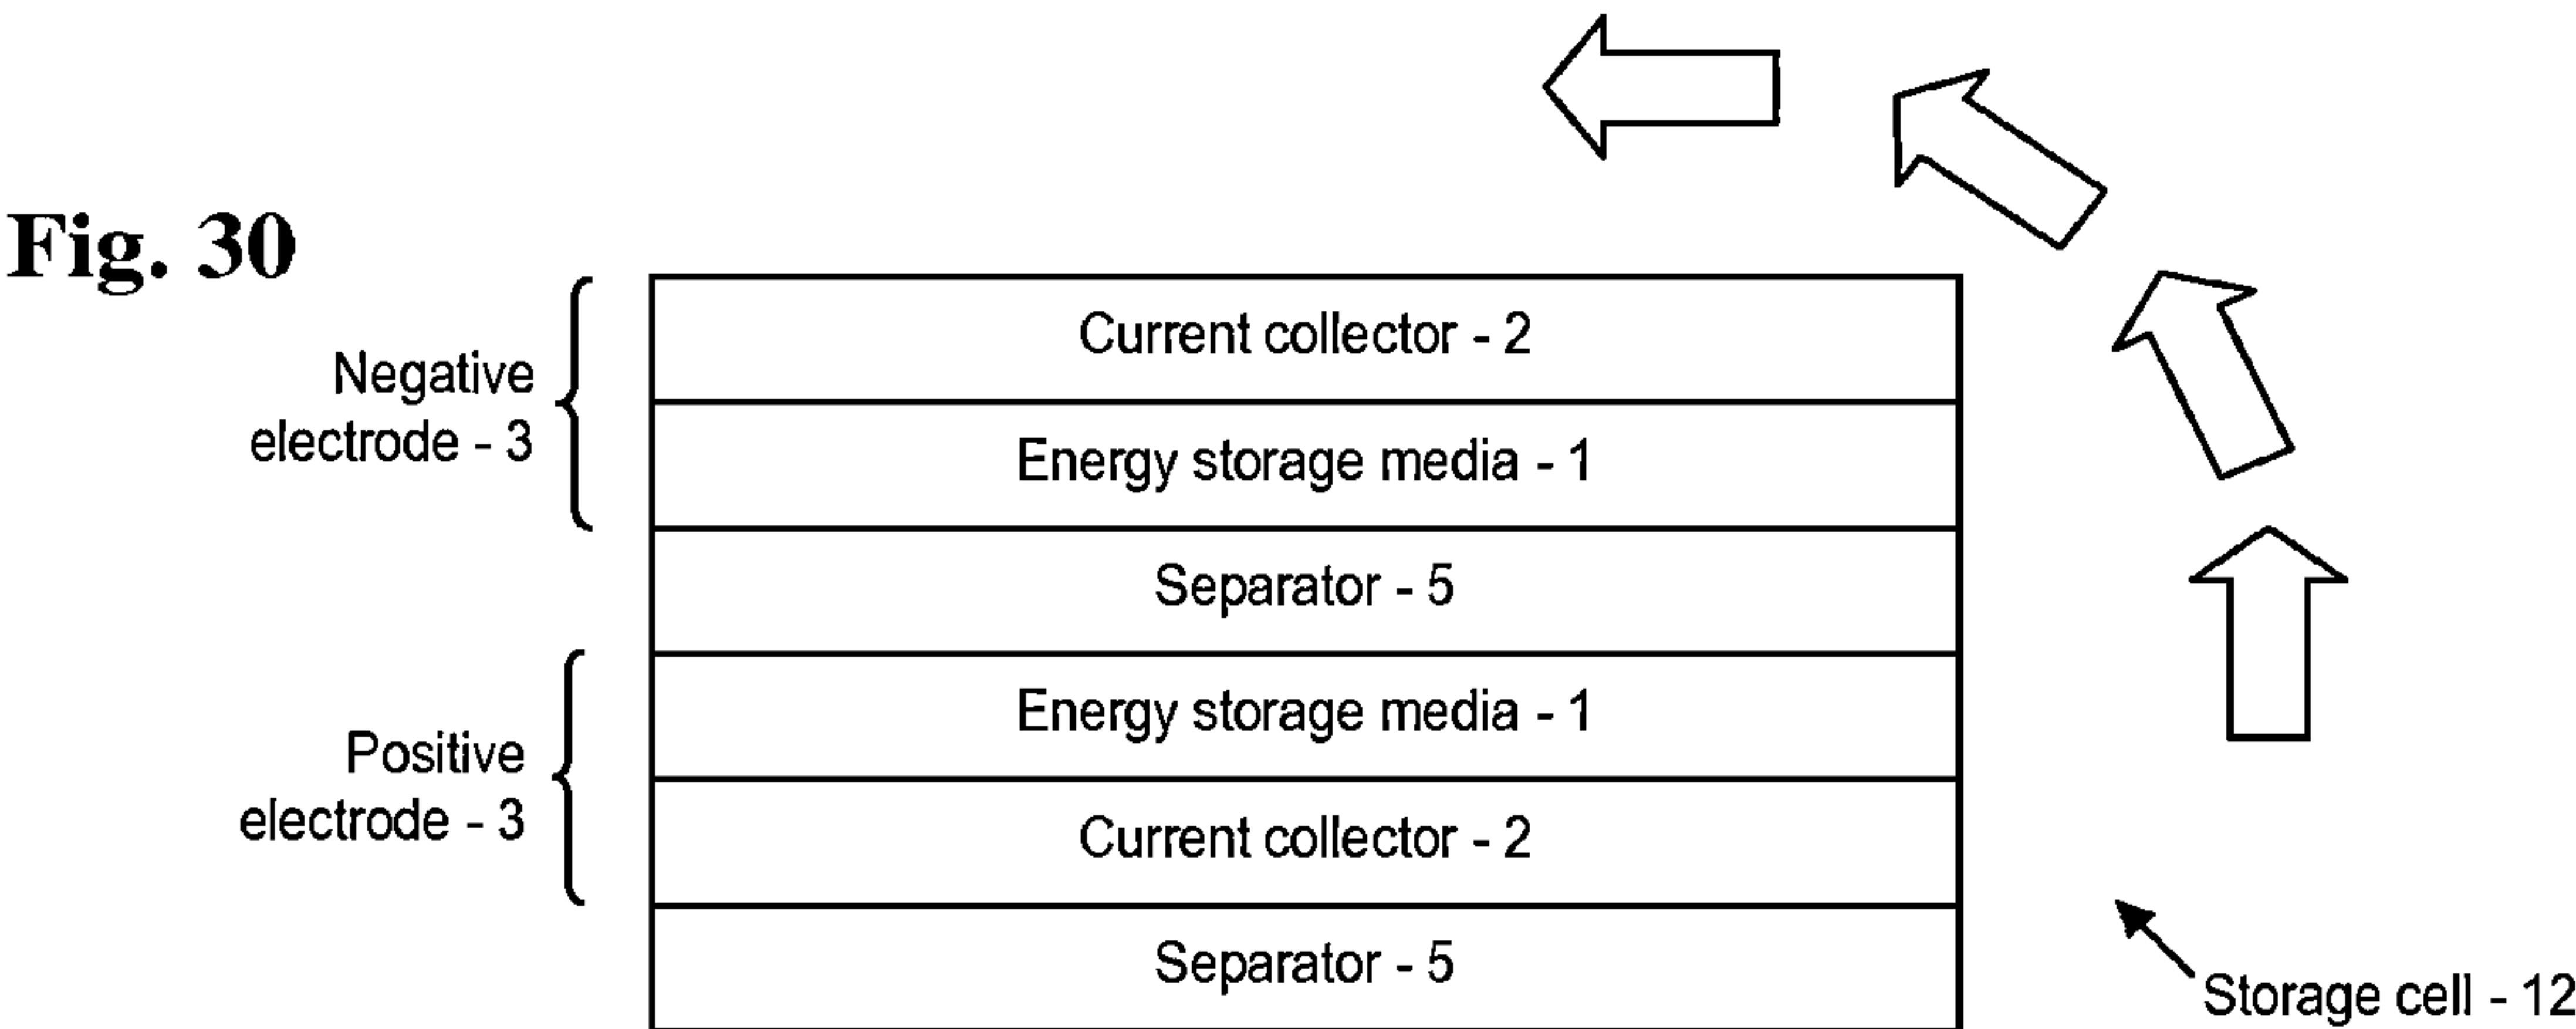 Fig. 30
Negative
electrode - 3
Current collector - 2
Energy storage media - 1
Separator - 5
Positive
electrode - 3
Energy storage media - 1
Current collector - 2
Separator - 5
Storage cell - 12